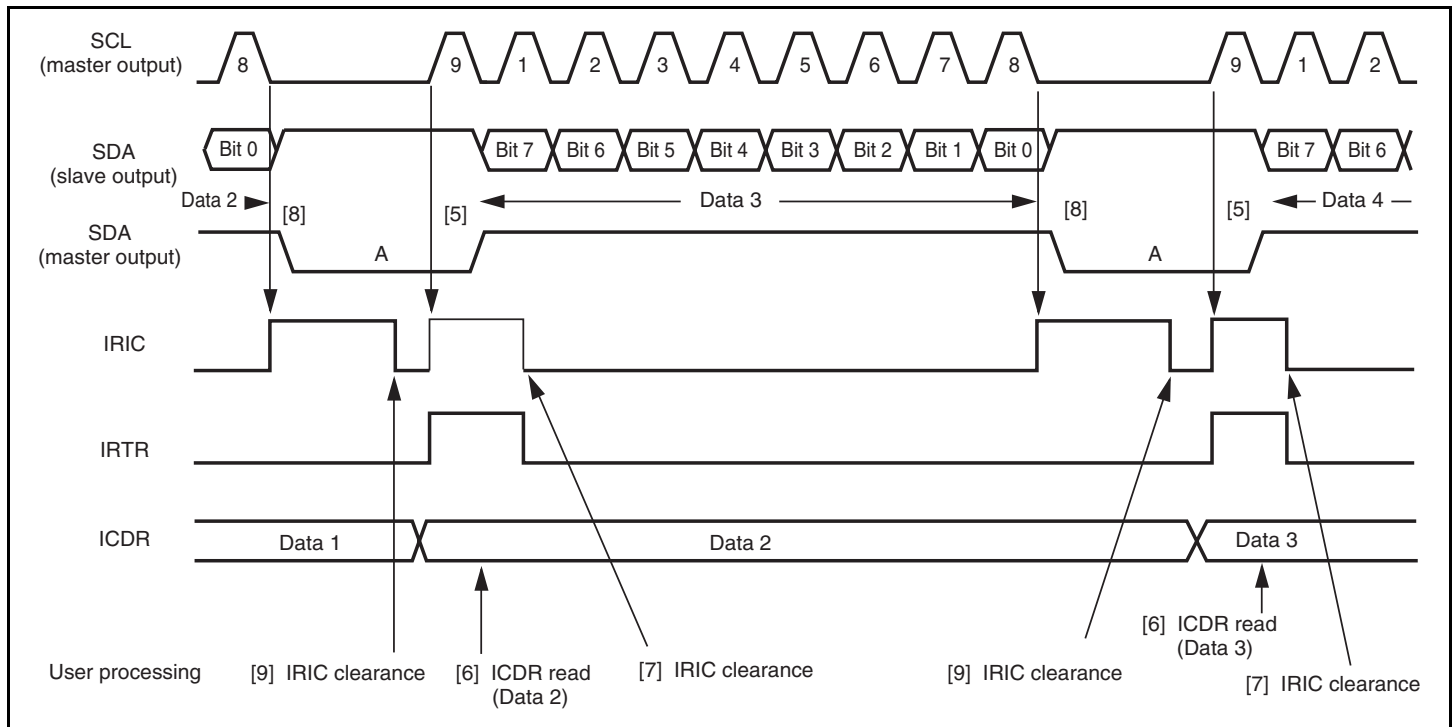 SCL
(master output)
8 9 1 2 3 4 5 6 7 8 9 1 2
SDA
(slave output)
Bit 0 Bit 7 Bit 6 Bit 5 Bit 4 Bit 3 Bit 2 Bit 1 Bit 0 Bit 7 Bit 6
Data 2 [8] [5] Data 3 [8] [5] Data 4
SDA
(master output)
A A
IRIC
IRTR
ICDR
Data 1 Data 2 Data 3
User processing
[9] IRIC clearance
[6] ICDR read
(Data 2)
[7] IRIC clearance
[9] IRIC clearance
[6] ICDR read
(Data 3)
[7] IRIC clearance